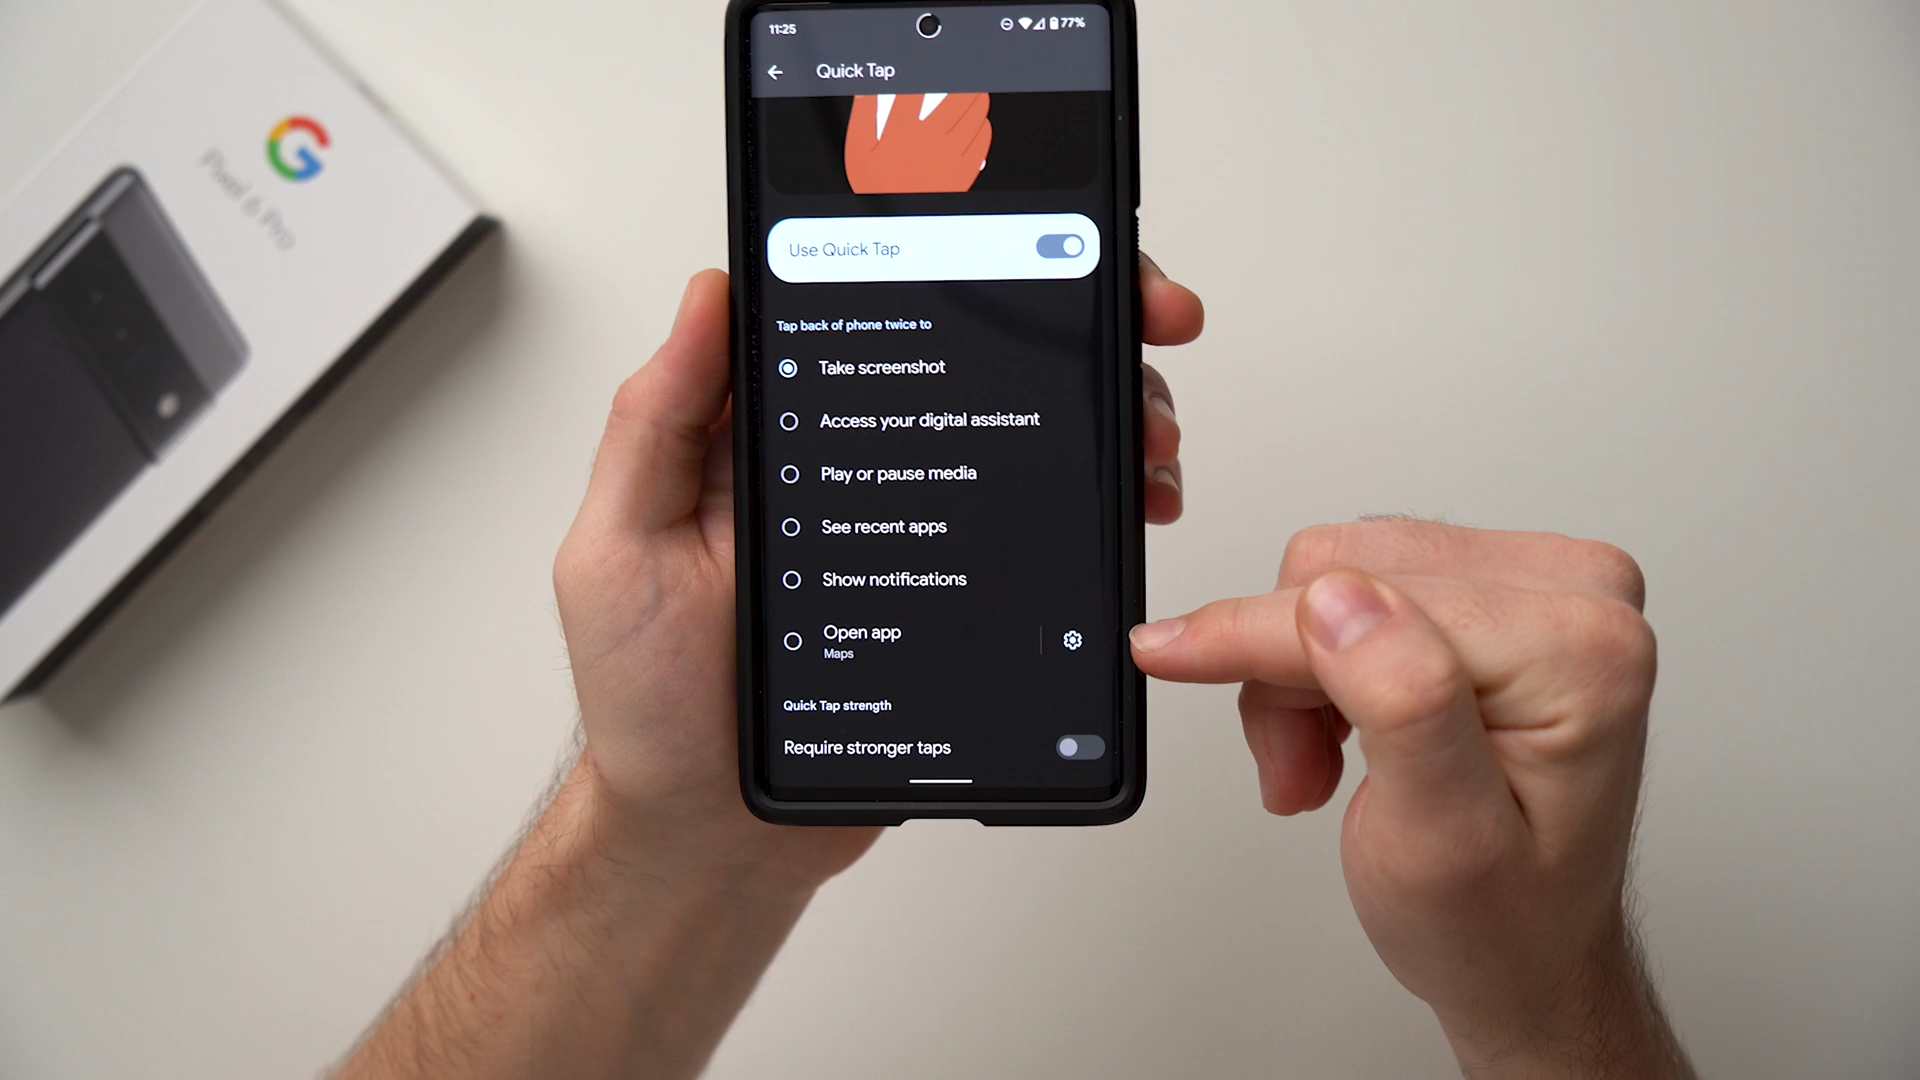 11:25
77%
Quick Tap
Use Quick Tap
Tap back of phone twice to
Take screenshot
Access your digital assistant
Play or pause media
See recent apps
Show notifications
Open app
Maps
Quick Tap strength
Require stronger taps
G
Pixel 6 Pro